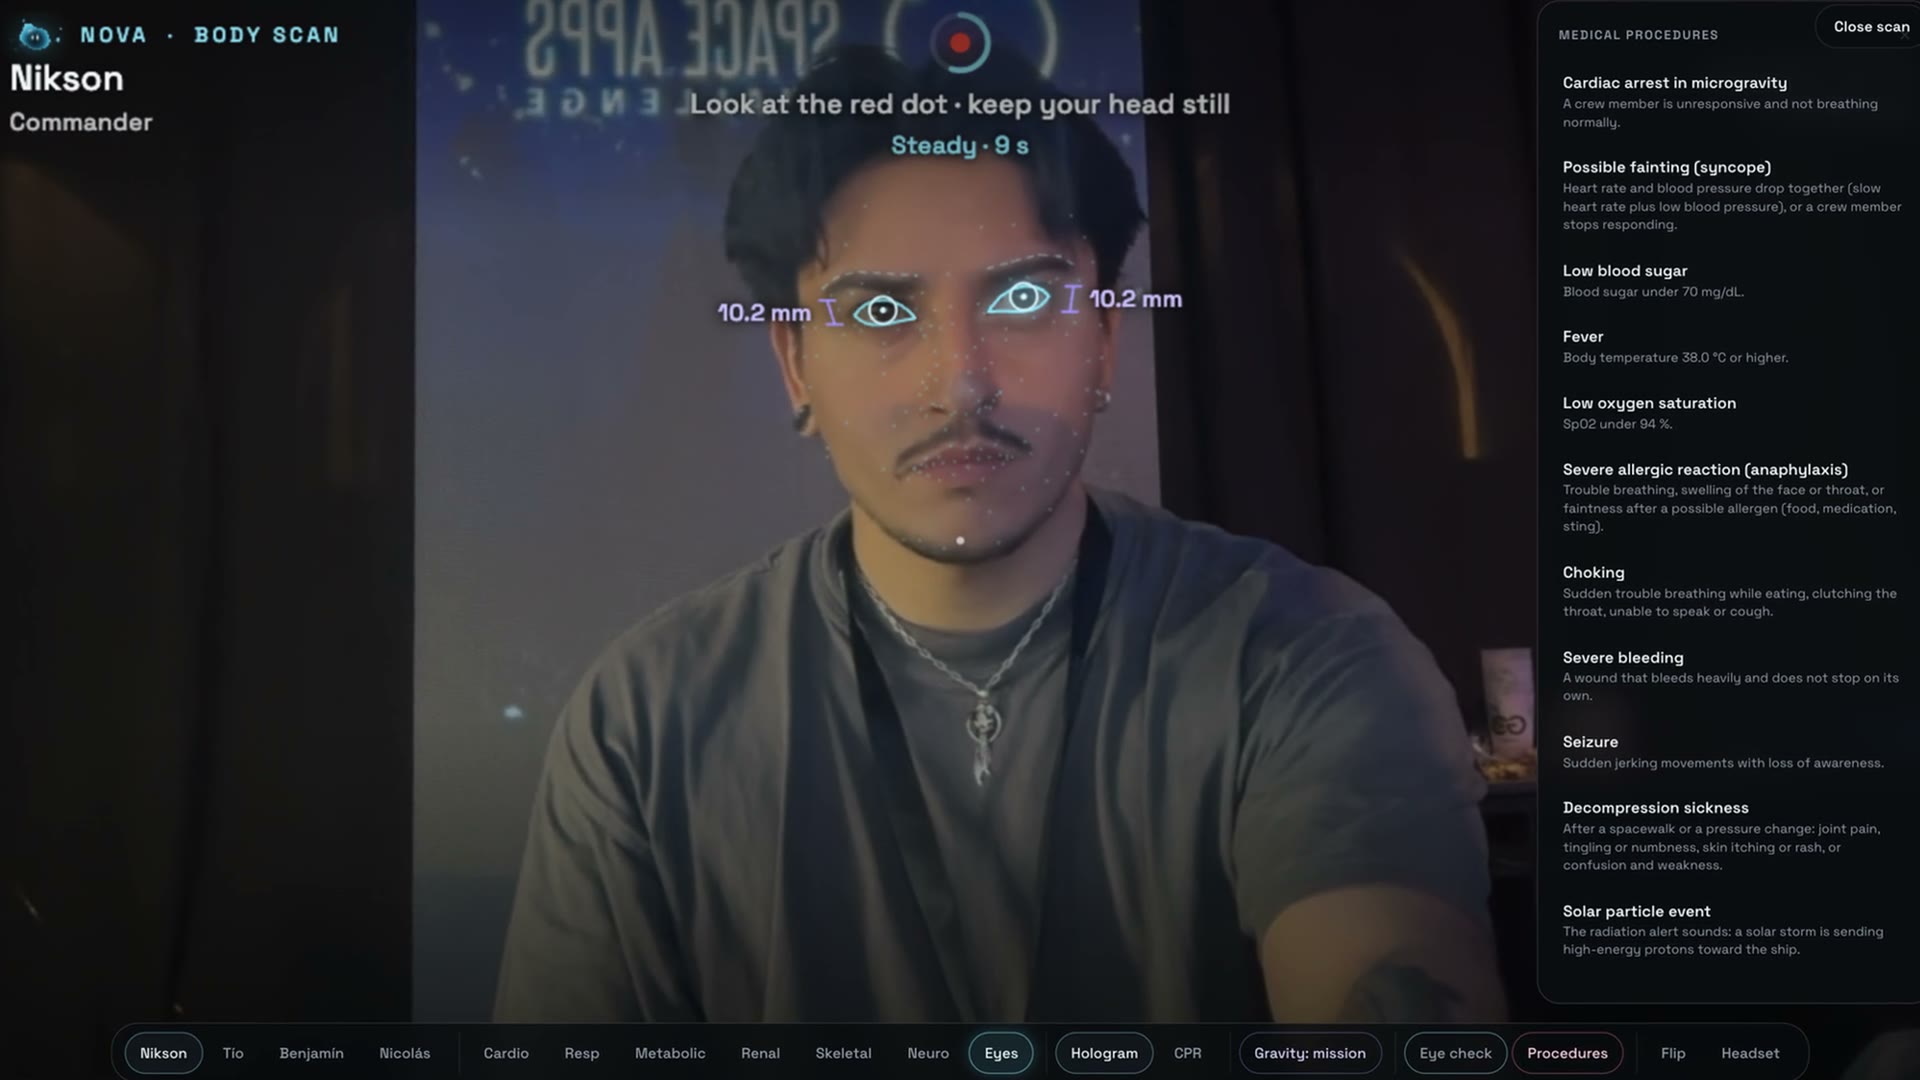 NOVA · BODY SCAN
Nikson
Commander
SPACE APPS
Look at the red dot · keep your head still
Steady · 9 s
10.2 mm
10.2 mm
MEDICAL PROCEDURES
Close scan
Cardiac arrest in microgravity
A crew member is unresponsive and not breathing
normally.
Possible fainting (syncope)
Heart rate and blood pressure drop together (slow
heart rate plus low blood pressure), or a crew member
stops responding.
Low blood sugar
Blood sugar under 70 mg/dL.
Fever
Body temperature 38.0 °C or higher.
Low oxygen saturation
SpO2 under 94 %.
Severe allergic reaction (anaphylaxis)
Trouble breathing, swelling of the face or throat, or
faintness after a possible allergen (food, medication,
sting).
Choking
Sudden trouble breathing while eating, clutching the
throat, unable to speak or cough.
Severe bleeding
A wound that bleeds heavily and does not stop on its
own.
Seizure
Sudden jerking movements with loss of awareness.
Decompression sickness
After a spacewalk or a pressure change: joint pain,
tingling or numbness, skin itching or rash, or
confusion and weakness.
Solar particle event
The radiation alert sounds: a solar storm is sending
high-energy protons toward the ship.
Nikson Tío Benjamín Nicolás Cardio Resp Metabolic Renal Skeletal Neuro Eyes Hologram CPR Gravity: mission Eye check Procedures Flip Headset